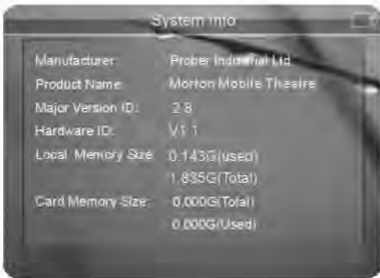 System Info
Manufacturer: Prober Industrial Ltd
Product Name: Morton Mobile Theatre
Major Version ID: 2.8
Hardware ID: V1.1
Local Memory Size: 0.143G(used)
1.835G(Total)
Card Memory Size: 0.000G(Total)
0.000G(Used)